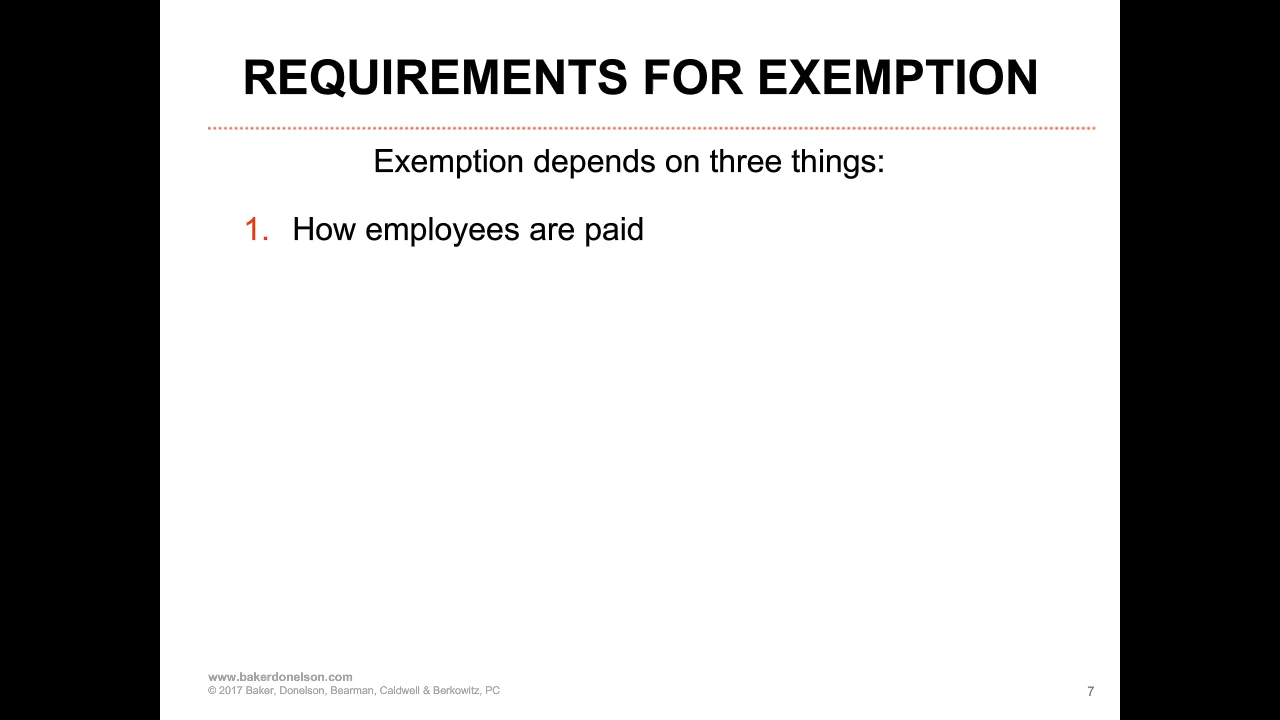 REQUIREMENTS FOR EXEMPTION
Exemption depends on three things:
1. How employees are paid
www.bakerdonelson.com
© 2017 Baker, Donelson, Bearman, Caldwell & Berkowitz, PC
7